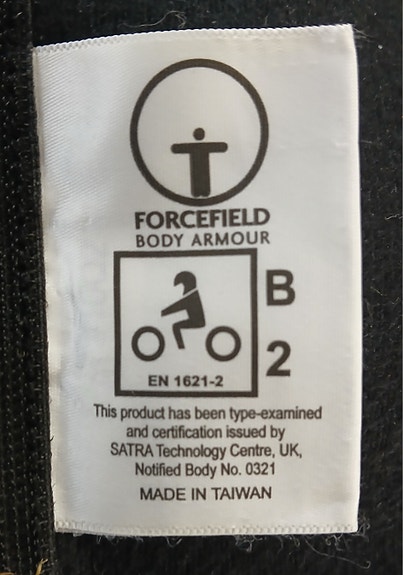 FORCEFIELD
BODY ARMOUR
B
2
EN 1621-2
This product has been type-examined
and certification issued by
SATRA Technology Centre, UK,
Notified Body No. 0321
MADE IN TAIWAN